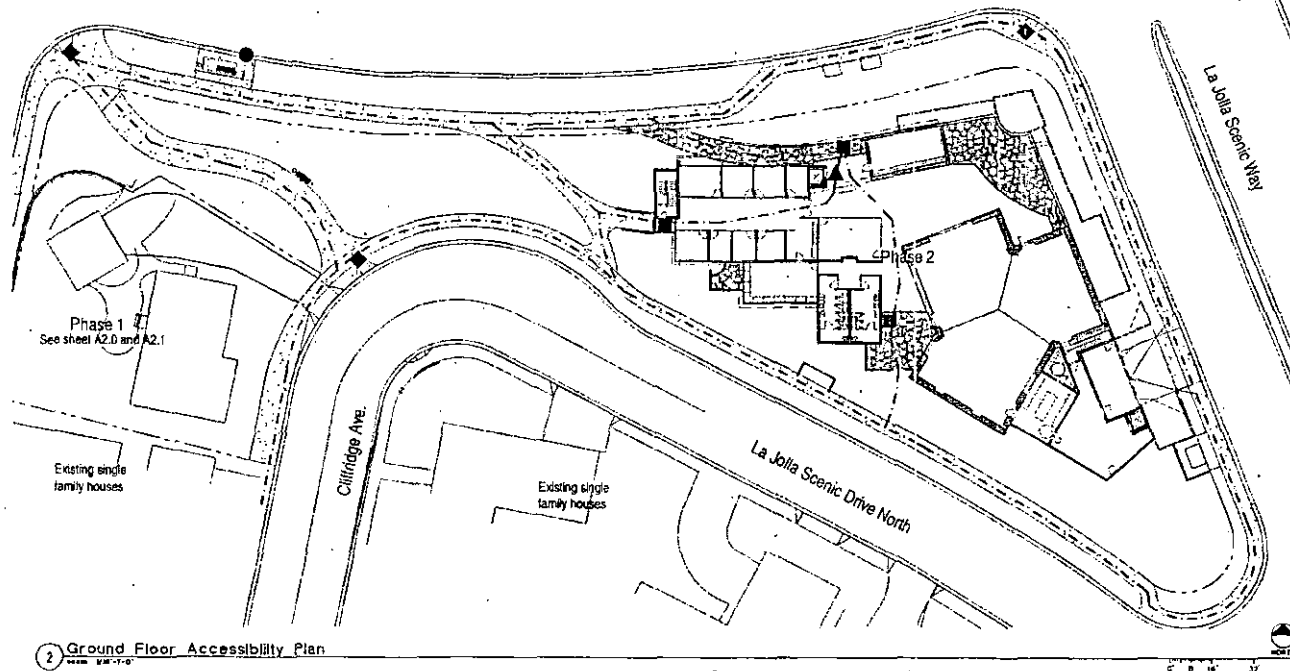 La Jolla Scenic Way
Phase 2
Phase 1
See sheet A2.0 and A2.1
Cliffridge Ave.
La Jolla Scenic Drive North
Existing single
family houses
Existing single
family houses
2 Ground Floor Accessibility Plan